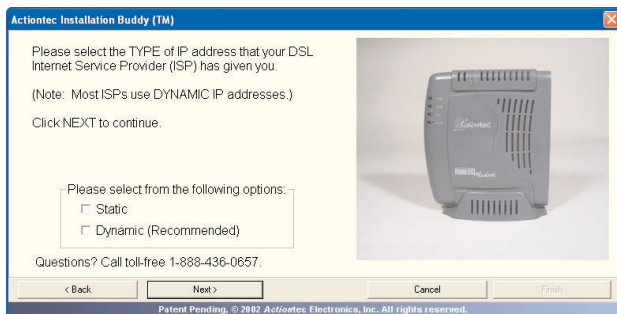 Actiontec Installation Buddy (TM)
Please select the TYPE of IP address that your DSL
Internet Service Provider (ISP) has given you.
(Note: Most ISPs use DYNAMIC IP addresses.)
Click NEXT to continue.
Please select from the following options:
Static
Dynamic (Recommended)
Questions? Call toll-free 1-888-436-0657.
Actiontec
DSL Modem
< Back
Next >
Cancel
Finish
Patent Pending, © 2002 Actiontec Electronics, Inc. All rights reserved.